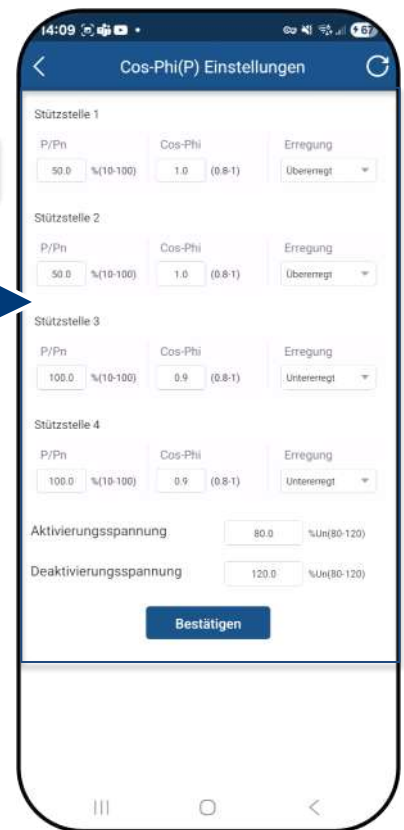 14:09
Cos-Phi(P) Einstellungen
Stützstelle 1
P/Pn Cos-Phi Erregung
50.0 %(10-100) 1.0 (0.8-1) Übererregt
Stützstelle 2
P/Pn Cos-Phi Erregung
50.0 %(10-100) 1.0 (0.8-1) Übererregt
Stützstelle 3
P/Pn Cos-Phi Erregung
100.0 %(10-100) 0.9 (0.8-1) Untererregt
Stützstelle 4
P/Pn Cos-Phi Erregung
100.0 %(10-100) 0.9 (0.8-1) Untererregt
Aktivierungsspannung 80.0 %Un(80-120)
Deaktivierungsspannung 120.0 %Un(80-120)
Bestätigen